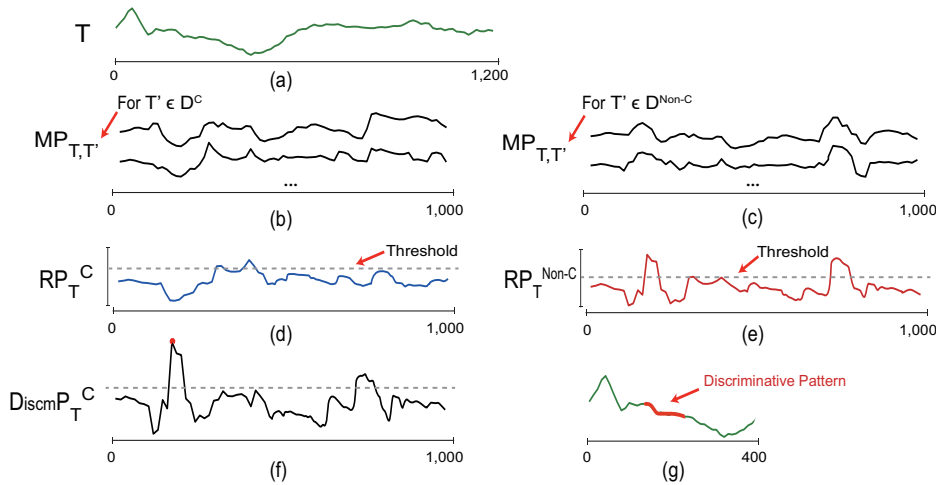 T
0
1,200
(a)
For T' ϵ D^C
MP_T,T'
...
0
1,000
(b)
For T' ϵ D^Non-C
MP_T,T'
...
0
1,000
(c)
RP_T^C
Threshold
0
1,000
(d)
RP_T^Non-C
Threshold
0
1,000
(e)
DiscmP_T^C
0
1,000
(f)
Discriminative Pattern
0
400
(g)